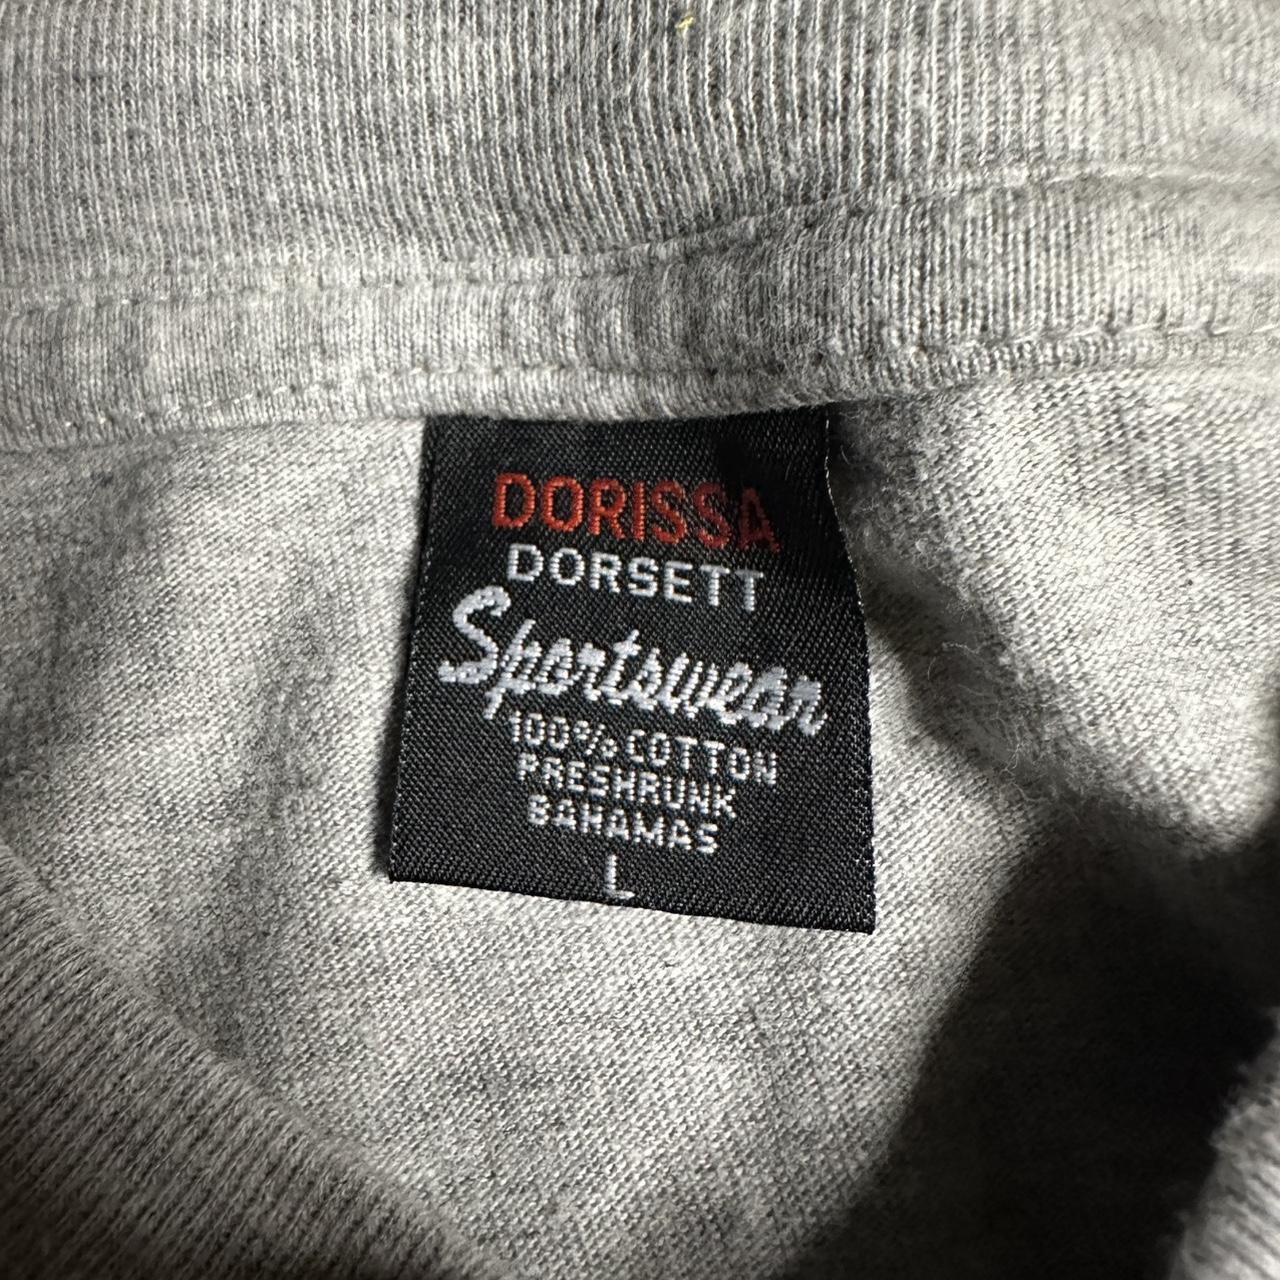 DORISSA
DORSETT
Sportswear
100% COTTON
PRESHRUNK
BAHAMAS
L